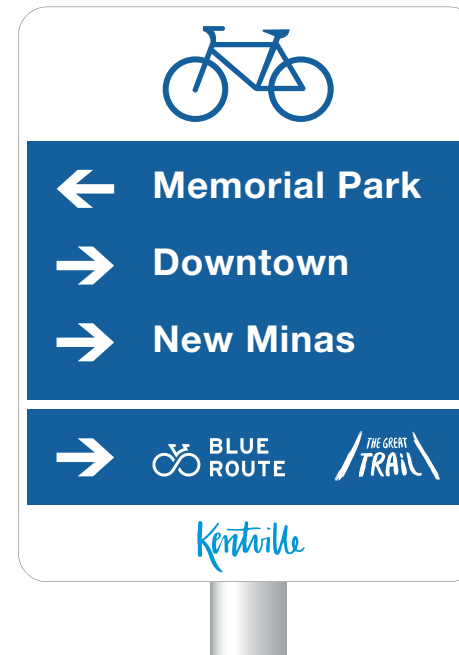 Memorial Park
Downtown
New Minas
BLUE ROUTE
THE GREAT TRAIL
Kentville